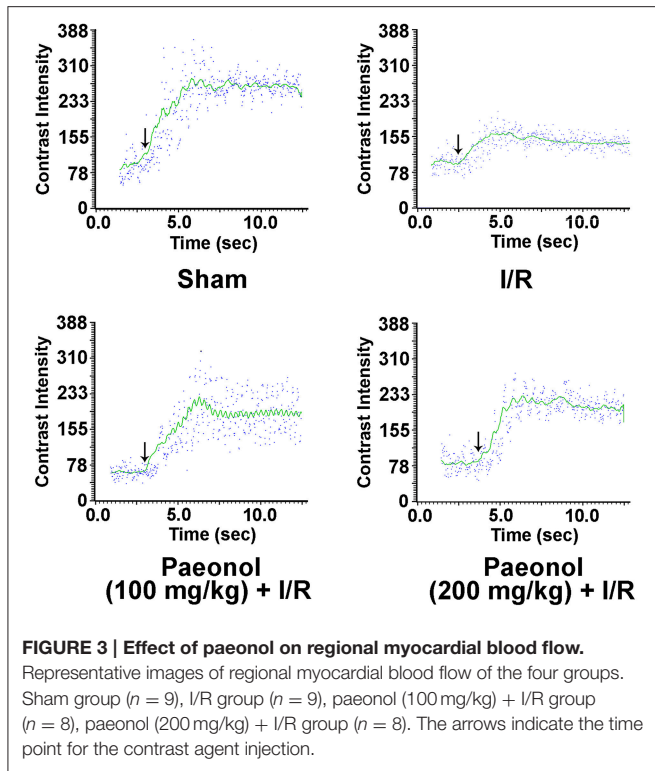 388
310
233
155
78
0
Contrast Intensity
0.0 5.0 10.0
Time (sec)
Sham
388
310
233
155
78
0
Contrast Intensity
0.0 5.0 10.0
Time (sec)
I/R
388
310
233
155
78
0
Contrast Intensity
0.0 5.0 10.0
Time (sec)
Paeonol
(100 mg/kg) + I/R
388
310
233
155
78
0
Contrast Intensity
0.0 5.0 10.0
Time (sec)
Paeonol
(200 mg/kg) + I/R
FIGURE 3 | Effect of paeonol on regional myocardial blood flow.
Representative images of regional myocardial blood flow of the four groups.
Sham group (n = 9), I/R group (n = 9), paeonol (100 mg/kg) + I/R group
(n = 8), paeonol (200 mg/kg) + I/R group (n = 8). The arrows indicate the time
point for the contrast agent injection.